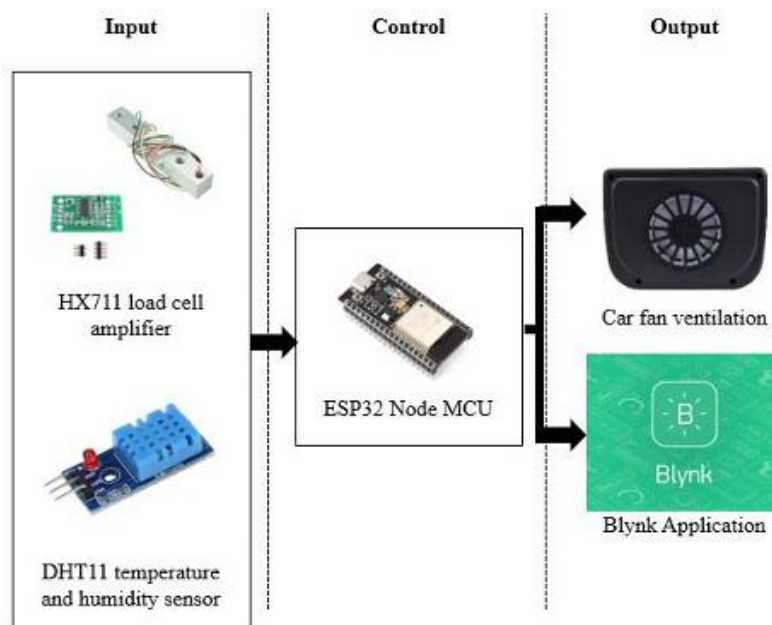 Input
Control
Output
HX711 load cell
amplifier
DHT11 temperature
and humidity sensor
ESP32 Node MCU
Car fan ventilation
B
Blynk
Blynk Application